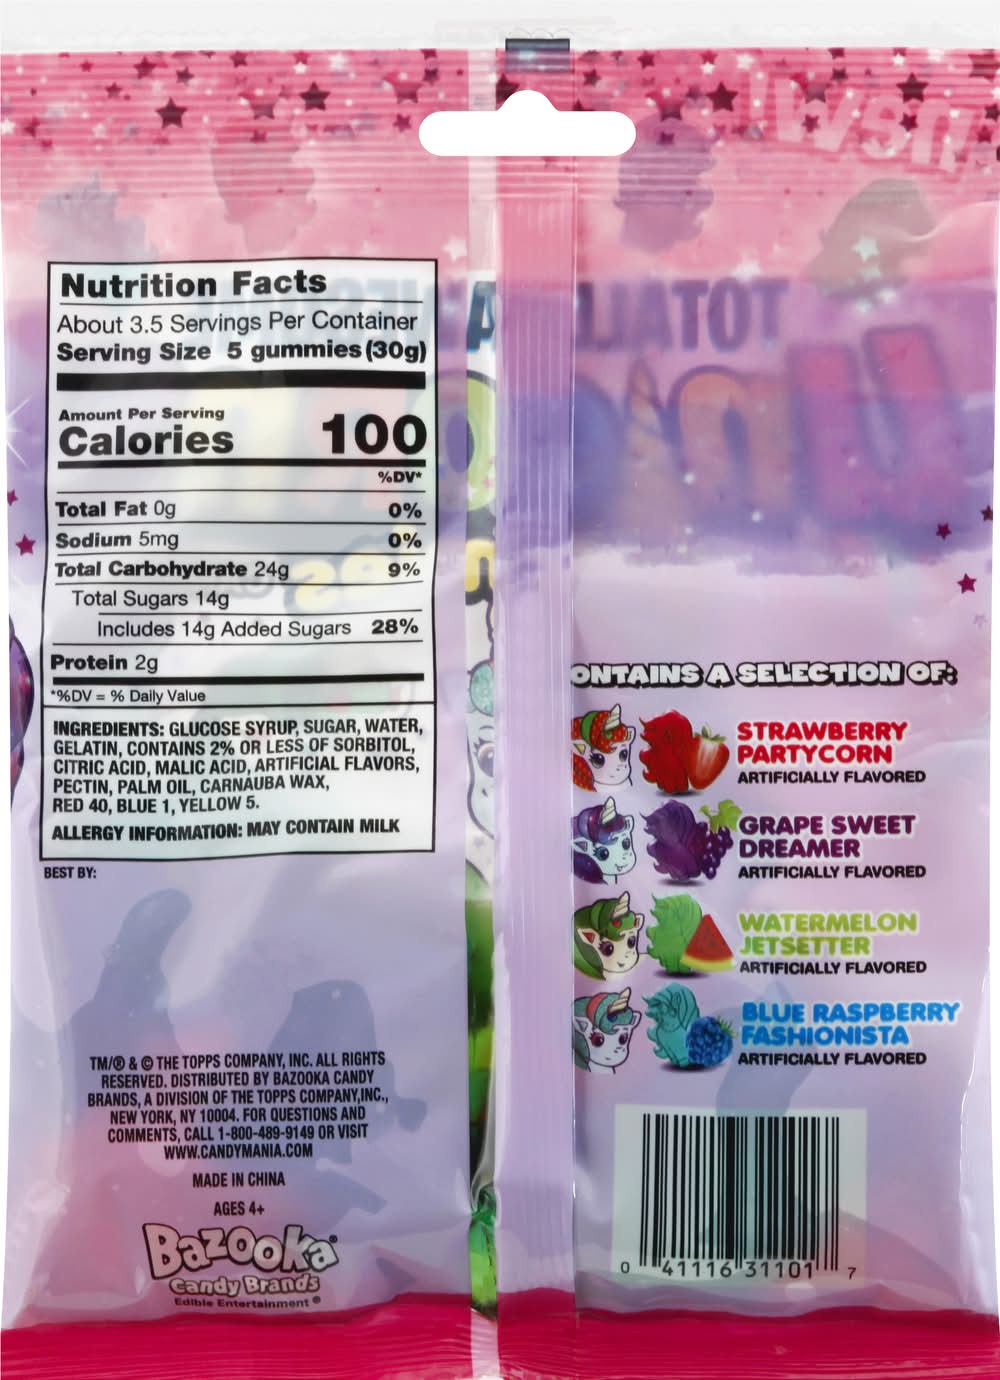 Nutrition Facts
About 3.5 Servings Per Container
Serving Size 5 gummies (30g)
Amount Per Serving
Calories 100
%DV*
Total Fat 0g 0%
Sodium 5mg 0%
Total Carbohydrate 24g 9%
Total Sugars 14g
Includes 14g Added Sugars 28%
Protein 2g
*%DV = % Daily Value
INGREDIENTS: GLUCOSE SYRUP, SUGAR, WATER,
GELATIN, CONTAINS 2% OR LESS OF SORBITOL,
CITRIC ACID, MALIC ACID, ARTIFICIAL FLAVORS,
PECTIN, PALM OIL, CARNAUBA WAX,
RED 40, BLUE 1, YELLOW 5.
ALLERGY INFORMATION: MAY CONTAIN MILK
BEST BY:
TM/® & © THE TOPPS COMPANY, INC. ALL RIGHTS
RESERVED. DISTRIBUTED BY BAZOOKA CANDY
BRANDS, A DIVISION OF THE TOPPS COMPANY,INC.,
NEW YORK, NY 10004. FOR QUESTIONS AND
COMMENTS, CALL 1-800-489-9149 OR VISIT
WWW.CANDYMANIA.COM
MADE IN CHINA
AGES 4+
Bazooka®
Candy Brands
Edible Entertainment®
new!
TOTALL
ONTAINS A SELECTION OF:
STRAWBERRY
PARTYCORN
ARTIFICIALLY FLAVORED
GRAPE SWEET
DREAMER
ARTIFICIALLY FLAVORED
WATERMELON
JETSETTER
ARTIFICIALLY FLAVORED
BLUE RASPBERRY
FASHIONISTA
ARTIFICIALLY FLAVORED
0 41116 31101 7